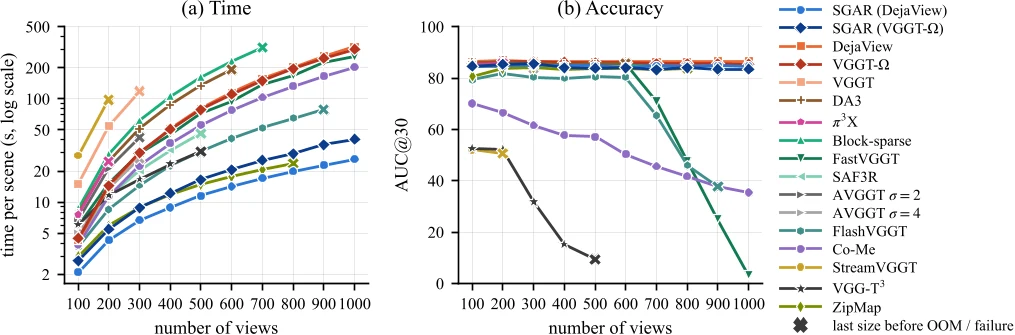 (a) Time
500
200
100
50
20
10
5
2
time per scene (s, log scale)
100 200 300 400 500 600 700 800 900 1000
number of views
(b) Accuracy
100
80
60
40
20
0
AUC@30
100 200 300 400 500 600 700 800 900 1000
number of views
SGAR (DejaView)
SGAR (VGGT-Ω)
DejaView
VGGT-Ω
VGGT
DA3
π³X
Block-sparse
FastVGGT
SAF3R
AVGGT σ = 2
AVGGT σ = 4
FlashVGGT
Co-Me
StreamVGGT
VGG-T³
ZipMap
last size before OOM / failure